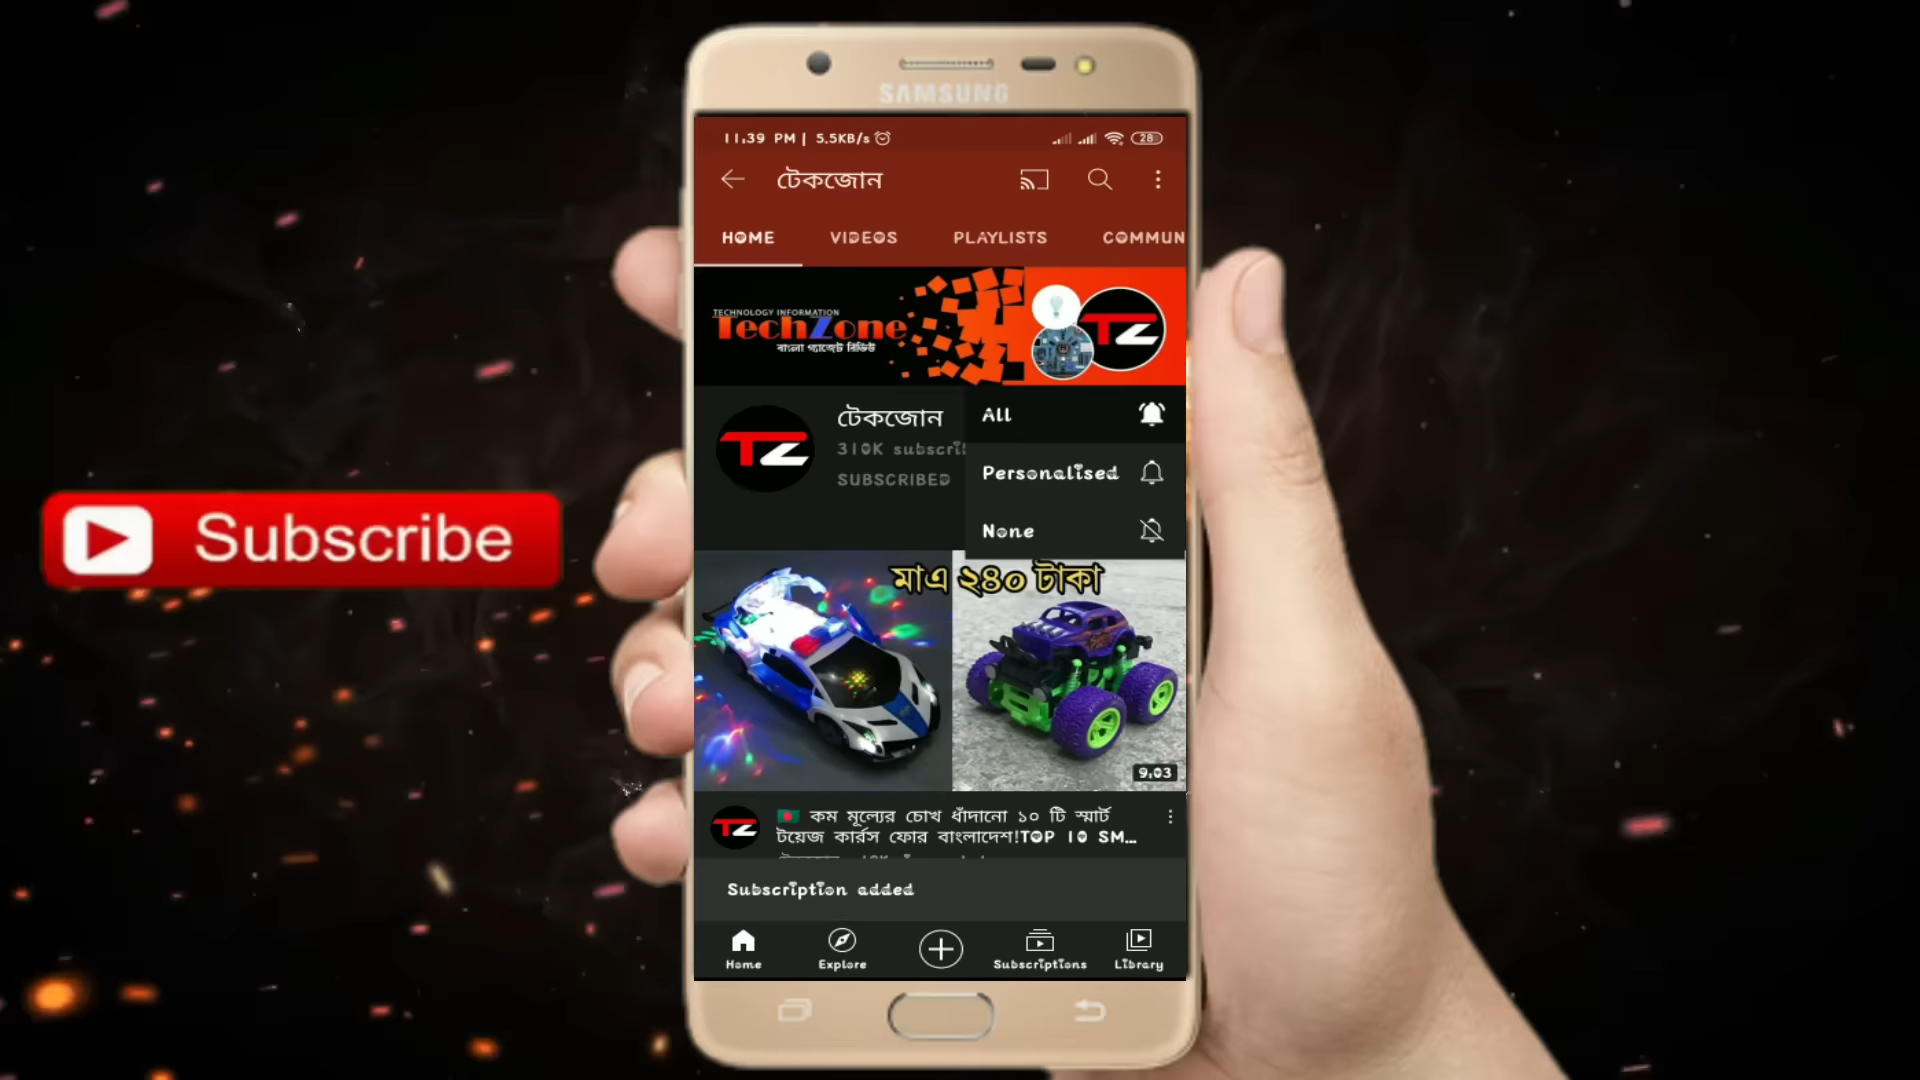 SAMSUNG
11.39 PM | 5.5KB/s
28
টেকজোন
HOME VIDEOS PLAYLISTS COMMUN
TECHNOLOGY INFORMATION
TechZone
বাংলা গ্যাজেট রিভিউ
TZ
টেকজোন
310K
SUBSCRIBED
TZ
All
Personalised
None
Subscribe
মাএ ২৪০ টাকা
9.03
TZ
কম মূল্যের চোখ ধাঁদানো ১০ টি স্মার্ট
টয়েজ কার্রস ফোর বাংলাদেশ!TOP 10 SM...
Subscription added
Home Explore Subscriptions Library